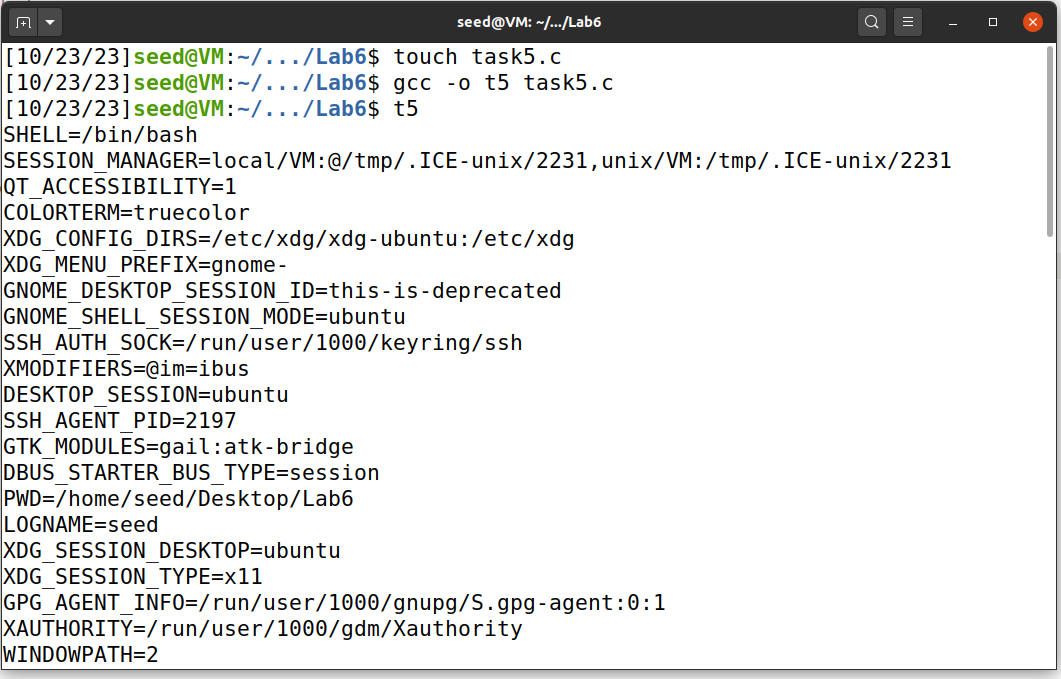 seed@VM: ~/.../Lab6
[10/23/23]seed@VM:~/.../Lab6$ touch task5.c
[10/23/23]seed@VM:~/.../Lab6$ gcc -o t5 task5.c
[10/23/23]seed@VM:~/.../Lab6$ t5
SHELL=/bin/bash
SESSION_MANAGER=local/VM:@/tmp/.ICE-unix/2231,unix/VM:/tmp/.ICE-unix/2231
QT_ACCESSIBILITY=1
COLORTERM=truecolor
XDG_CONFIG_DIRS=/etc/xdg/xdg-ubuntu:/etc/xdg
XDG_MENU_PREFIX=gnome-
GNOME_DESKTOP_SESSION_ID=this-is-deprecated
GNOME_SHELL_SESSION_MODE=ubuntu
SSH_AUTH_SOCK=/run/user/1000/keyring/ssh
XMODIFIERS=@im=ibus
DESKTOP_SESSION=ubuntu
SSH_AGENT_PID=2197
GTK_MODULES=gail:atk-bridge
DBUS_STARTER_BUS_TYPE=session
PWD=/home/seed/Desktop/Lab6
LOGNAME=seed
XDG_SESSION_DESKTOP=ubuntu
XDG_SESSION_TYPE=x11
GPG_AGENT_INFO=/run/user/1000/gnupg/S.gpg-agent:0:1
XAUTHORITY=/run/user/1000/gdm/Xauthority
WINDOWPATH=2